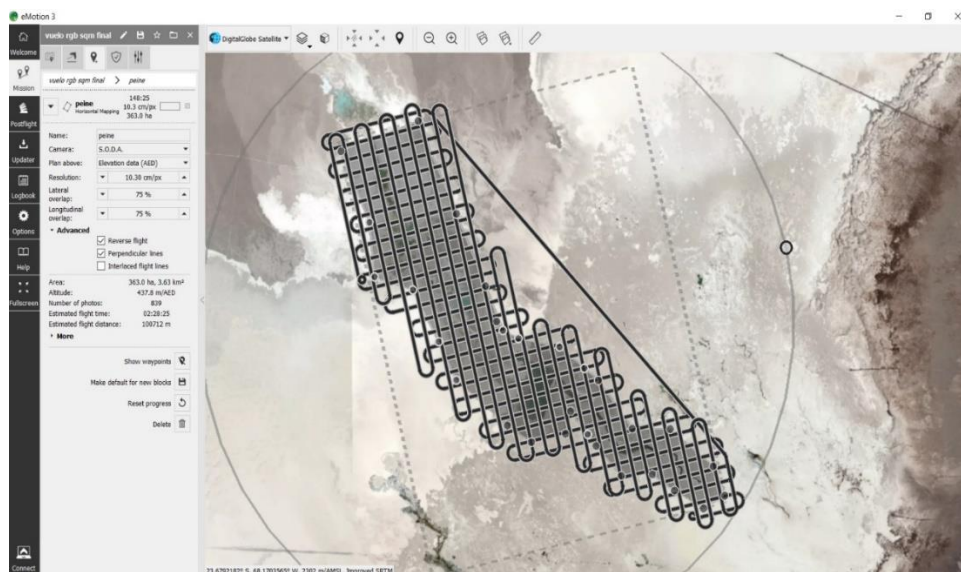 eMotion 3
Welcome
Mission
Postflight
Updater
Logbook
Options
Help
Fullscreen
Connect
vuelo rgb sqm final
vuelo rgb sqm final > peine
peine
Horizontal Mapping
148:25
10.3 cm/px
363.0 ha
Name: peine
Camera: S.O.D.A.
Plan above: Elevation data (AED)
Resolution: 10.30 cm/px
Lateral overlap: 75 %
Longitudinal overlap: 75 %
Advanced
Reverse flight
Perpendicular lines
Interlaced flight lines
Area: 363.0 ha, 3.63 km²
Altitude: 437.8 m/AED
Number of photos: 839
Estimated flight time: 02:28:25
Estimated flight distance: 100712 m
More
Show waypoints
Make default for new blocks
Reset progress
Delete
DigitalGlobe Satellite